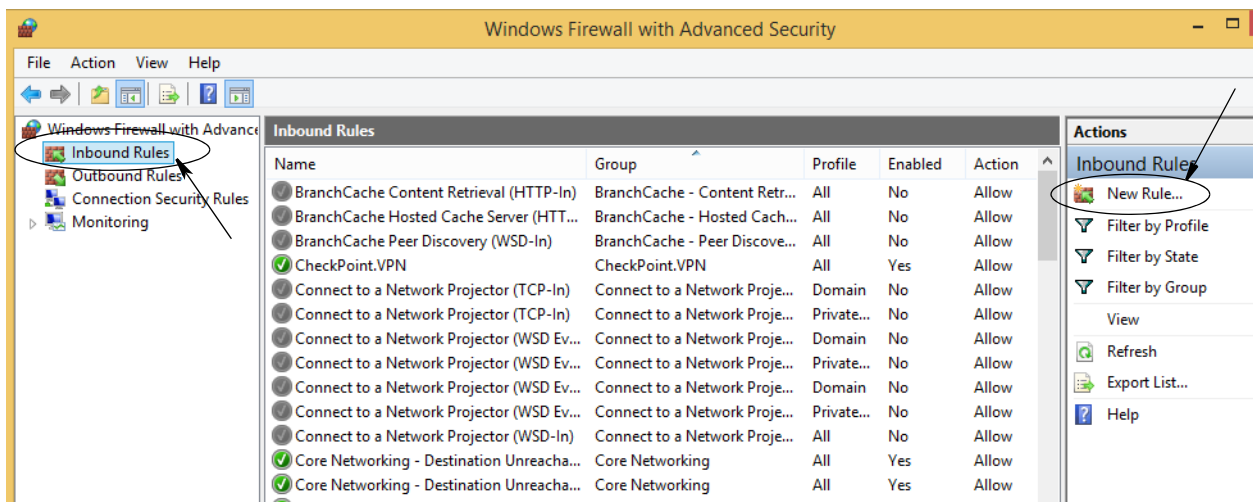 Windows Firewall with Advanced Security
File Action View Help
Windows Firewall with Advance
Inbound Rules
Outbound Rules
Connection Security Rules
Monitoring
Inbound Rules
Name Group Profile Enabled Action
BranchCache Content Retrieval (HTTP-In) BranchCache - Content Retr... All No Allow
BranchCache Hosted Cache Server (HTT... BranchCache - Hosted Cach... All No Allow
BranchCache Peer Discovery (WSD-In) BranchCache - Peer Discove... All No Allow
CheckPoint.VPN CheckPoint.VPN All Yes Allow
Connect to a Network Projector (TCP-In) Connect to a Network Proje... Domain No Allow
Connect to a Network Projector (TCP-In) Connect to a Network Proje... Private... No Allow
Connect to a Network Projector (WSD Ev... Connect to a Network Proje... Domain No Allow
Connect to a Network Projector (WSD Ev... Connect to a Network Proje... Private... No Allow
Connect to a Network Projector (WSD Ev... Connect to a Network Proje... Domain No Allow
Connect to a Network Projector (WSD Ev... Connect to a Network Proje... Private... No Allow
Connect to a Network Projector (WSD-In) Connect to a Network Proje... All No Allow
Core Networking - Destination Unreacha... Core Networking All Yes Allow
Core Networking - Destination Unreacha... Core Networking All Yes Allow
Actions
Inbound Rules
New Rule...
Filter by Profile
Filter by State
Filter by Group
View
Refresh
Export List...
Help